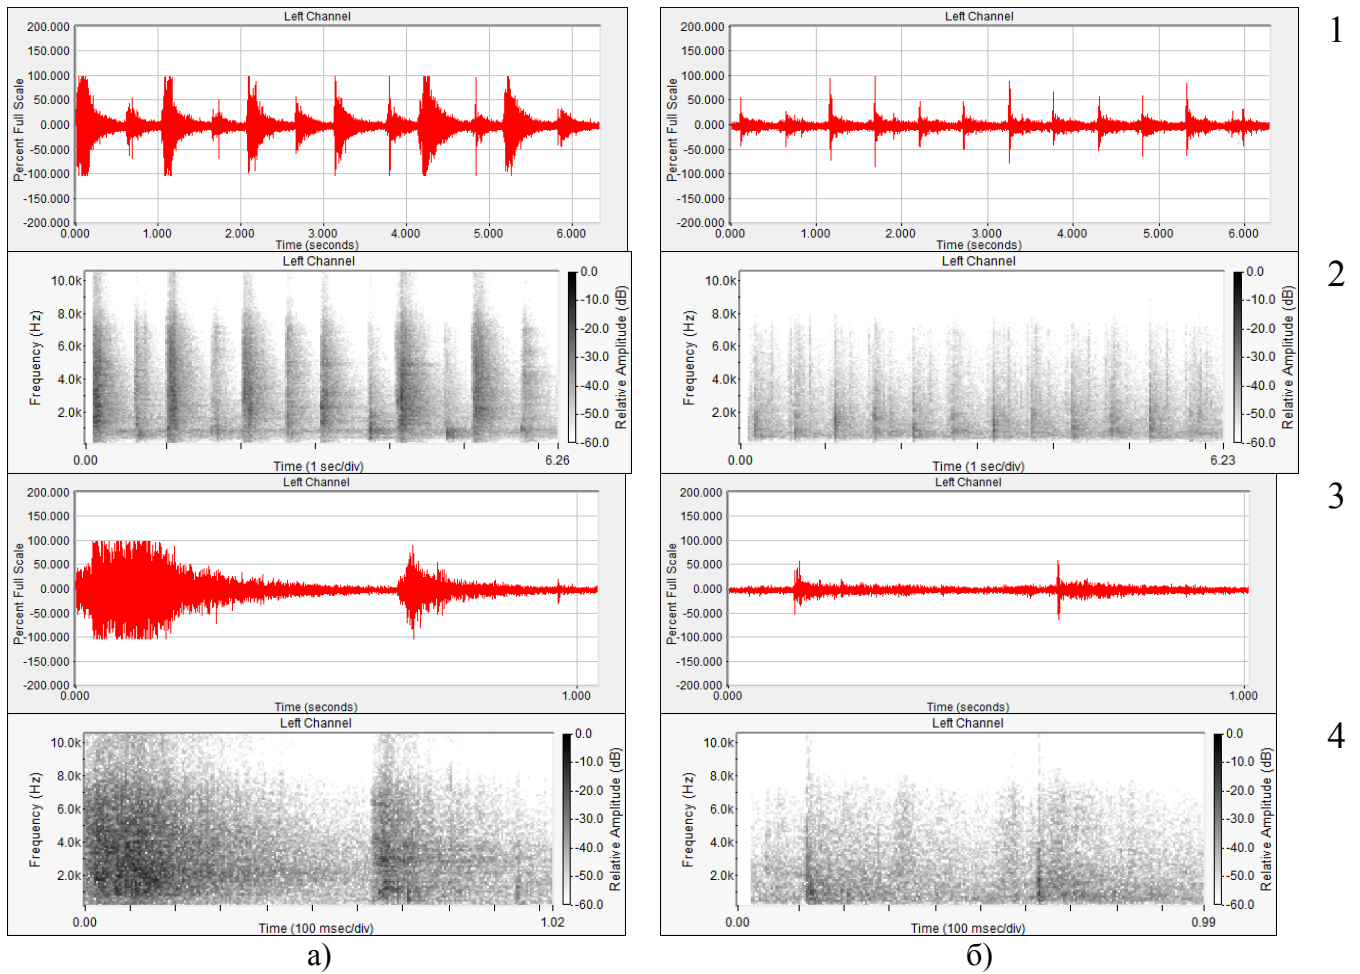 Left Channel
200.000
150.000
100.000
50.000
0.000
-50.000
-100.000
-150.000
-200.000
Percent Full Scale
0.000 1.000 2.000 3.000 4.000 5.000 6.000
Time (seconds)
Left Channel
200.000
150.000
100.000
50.000
0.000
-50.000
-100.000
-150.000
-200.000
Percent Full Scale
0.000 1.000 2.000 3.000 4.000 5.000 6.000
Time (seconds)
1
Left Channel
10.0k
8.0k
6.0k
4.0k
2.0k
Frequency (Hz)
0.00 6.26
Time (1 sec/div)
0.0
-10.0
-20.0
-30.0
-40.0
-50.0
-60.0
Relative Amplitude (dB)
Left Channel
10.0k
8.0k
6.0k
4.0k
2.0k
Frequency (Hz)
0.00 6.23
Time (1 sec/div)
0.0
-10.0
-20.0
-30.0
-40.0
-50.0
-60.0
Relative Amplitude (dB)
2
Left Channel
200.000
150.000
100.000
50.000
0.000
-50.000
-100.000
-150.000
-200.000
Percent Full Scale
0.000 1.000
Time (seconds)
Left Channel
200.000
150.000
100.000
50.000
0.000
-50.000
-100.000
-150.000
-200.000
Percent Full Scale
0.000 1.000
Time (seconds)
3
Left Channel
10.0k
8.0k
6.0k
4.0k
2.0k
Frequency (Hz)
0.00 1.02
Time (100 msec/div)
0.0
-10.0
-20.0
-30.0
-40.0
-50.0
-60.0
Relative Amplitude (dB)
Left Channel
10.0k
8.0k
6.0k
4.0k
2.0k
Frequency (Hz)
0.00 0.99
Time (100 msec/div)
0.0
-10.0
-20.0
-30.0
-40.0
-50.0
-60.0
Relative Amplitude (dB)
4
а) б)